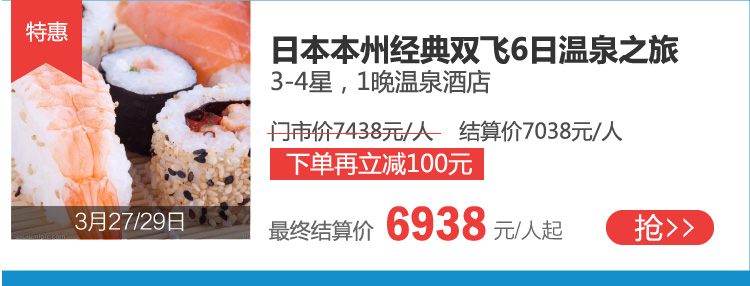 特惠
日本本州经典双飞6日温泉之旅
3-4星，1晚温泉酒店
门市价7438元/人 结算价7038元/人
下单再立减100元
3月27/29日
最终结算价 6938 元/人起
抢>>